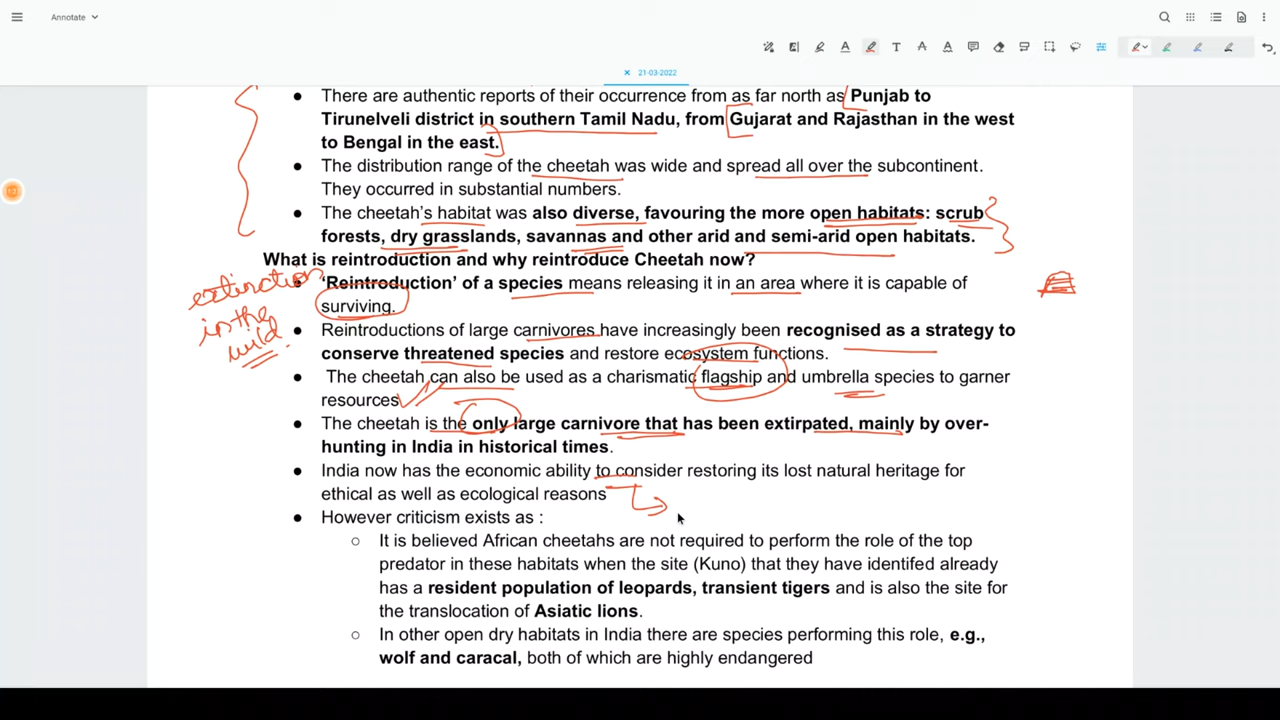 Annotate
21-03-2022
● There are authentic reports of their occurrence from as far north as Punjab to
Tirunelveli district in southern Tamil Nadu, from Gujarat and Rajasthan in the west
to Bengal in the east.
● The distribution range of the cheetah was wide and spread all over the subcontinent.
They occurred in substantial numbers.
● The cheetah's habitat was also diverse, favouring the more open habitats: scrub
forests, dry grasslands, savannas and other arid and semi-arid open habitats.
What is reintroduction and why reintroduce Cheetah now?
extinction
in the
wild.
● 'Reintroduction' of a species means releasing it in an area where it is capable of
surviving.
● Reintroductions of large carnivores have increasingly been recognised as a strategy to
conserve threatened species and restore ecosystem functions.
● The cheetah can also be used as a charismatic flagship and umbrella species to garner
resources
● The cheetah is the only large carnivore that has been extirpated, mainly by over-
hunting in India in historical times.
● India now has the economic ability to consider restoring its lost natural heritage for
ethical as well as ecological reasons
● However criticism exists as :
○ It is believed African cheetahs are not required to perform the role of the top
predator in these habitats when the site (Kuno) that they have identifed already
has a resident population of leopards, transient tigers and is also the site for
the translocation of Asiatic lions.
○ In other open dry habitats in India there are species performing this role, e.g.,
wolf and caracal, both of which are highly endangered